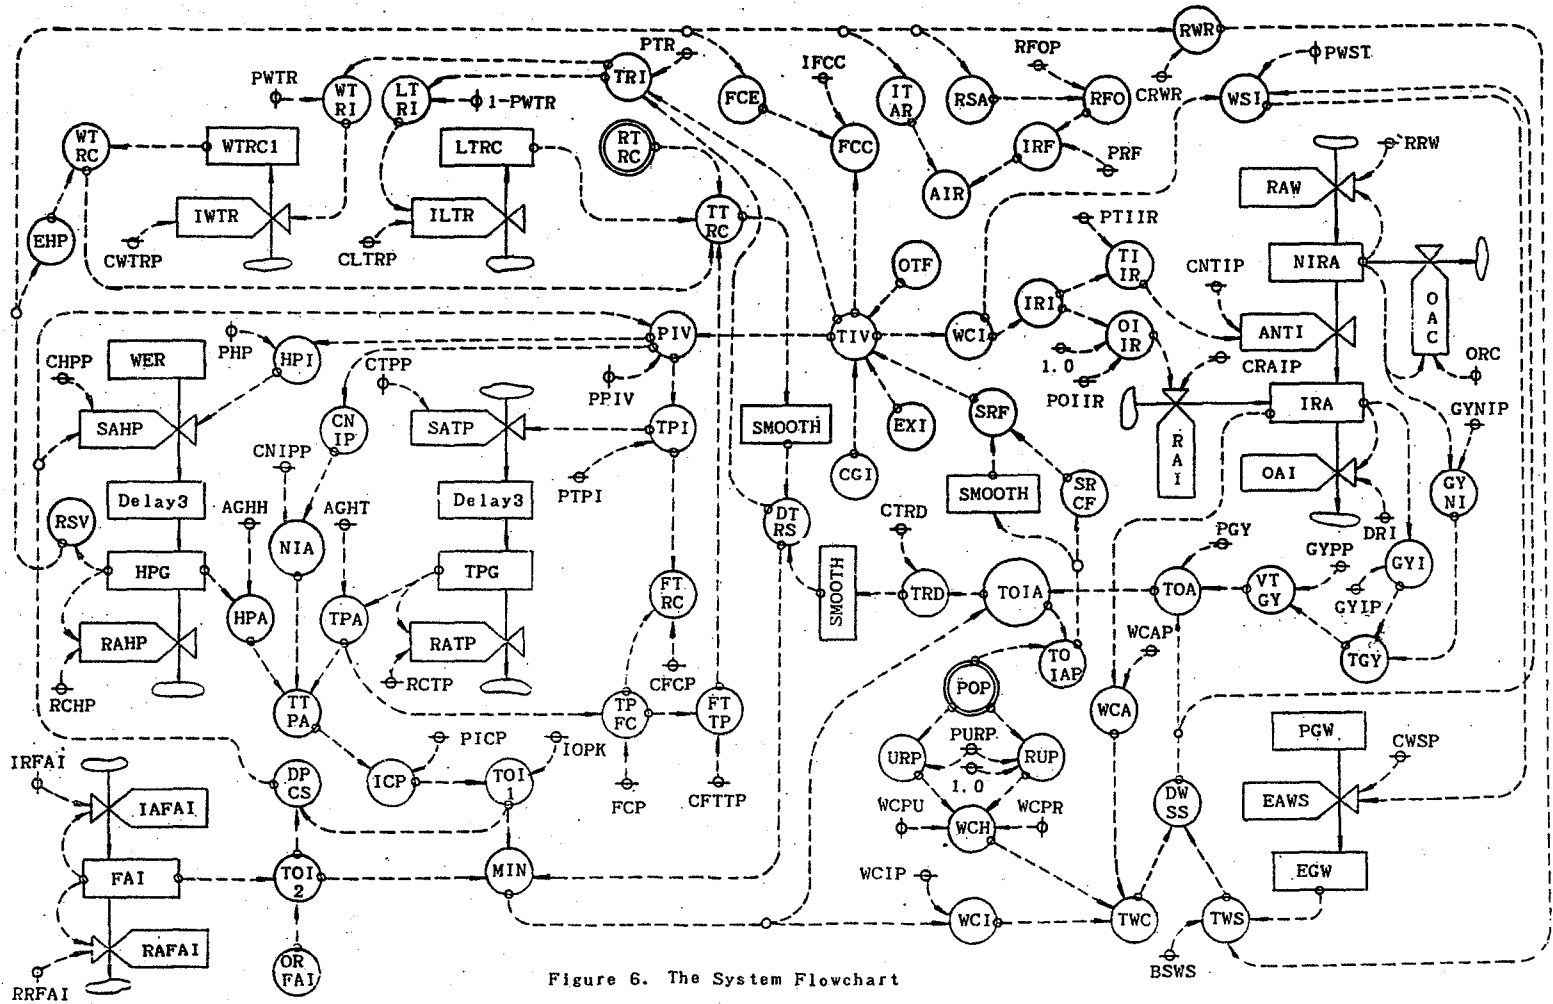 RWR
PTR
RFOP
PWST
IFCC
TRI
PWTR
WT
RI
LT
RI
1-PWTR
FCE
IT
AR
RSA
RFO
CRWR
WSI
WT
RC
WTRC1
LTRC
RT
RC
FCC
IRF
PRF
RRW
RAW
AIR
IWTR
ILTR
TT
RC
PTIIR
EHP
CWTRP
CLTRP
OTF
TI
IR
CNTIP
NIRA
OAC
IRI
PIV
TIV
WCI
OI
IR
ANTI
PHP
HPI
WER
CHPP
CTPP
1.0
POIIR
CRAIP
ORC
PPIV
SRF
IRA
GYNIP
SAHP
CN
IP
SATP
TPI
SMOOTH
EXI
RAI
CNIPP
PTPI
CGI
SMOOTH
SR
CF
OAI
GY
NI
Delay3
AGHH
AGHT
Delay3
DT
RS
CTRD
DRI
RSV
NIA
PGY
GYPP
GYI
HPG
TPG
FT
RC
SMOOTH
TRD
TOIA
TOA
VT
GY
GYIP
HPA
TPA
RAHP
RATP
WCAP
TO
IAP
TGY
RCHP
RCTP
CFCP
POP
TT
PA
TP
FC
FT
TP
WCA
PGW
PICP
IOPK
PURP
CWSP
IRFAI
URP
RUP
DP
CS
ICP
TOI
1
1.0
FCP
CFTTP
WCPU
WCPR
DW
SS
IAFAI
EAWS
WCH
FAI
TOI
2
MIN
WCIP
EGW
WCI
TWC
TWS
RAFAI
OR
FAI
BSWS
RRFAI
Figure 6. The System Flowchart